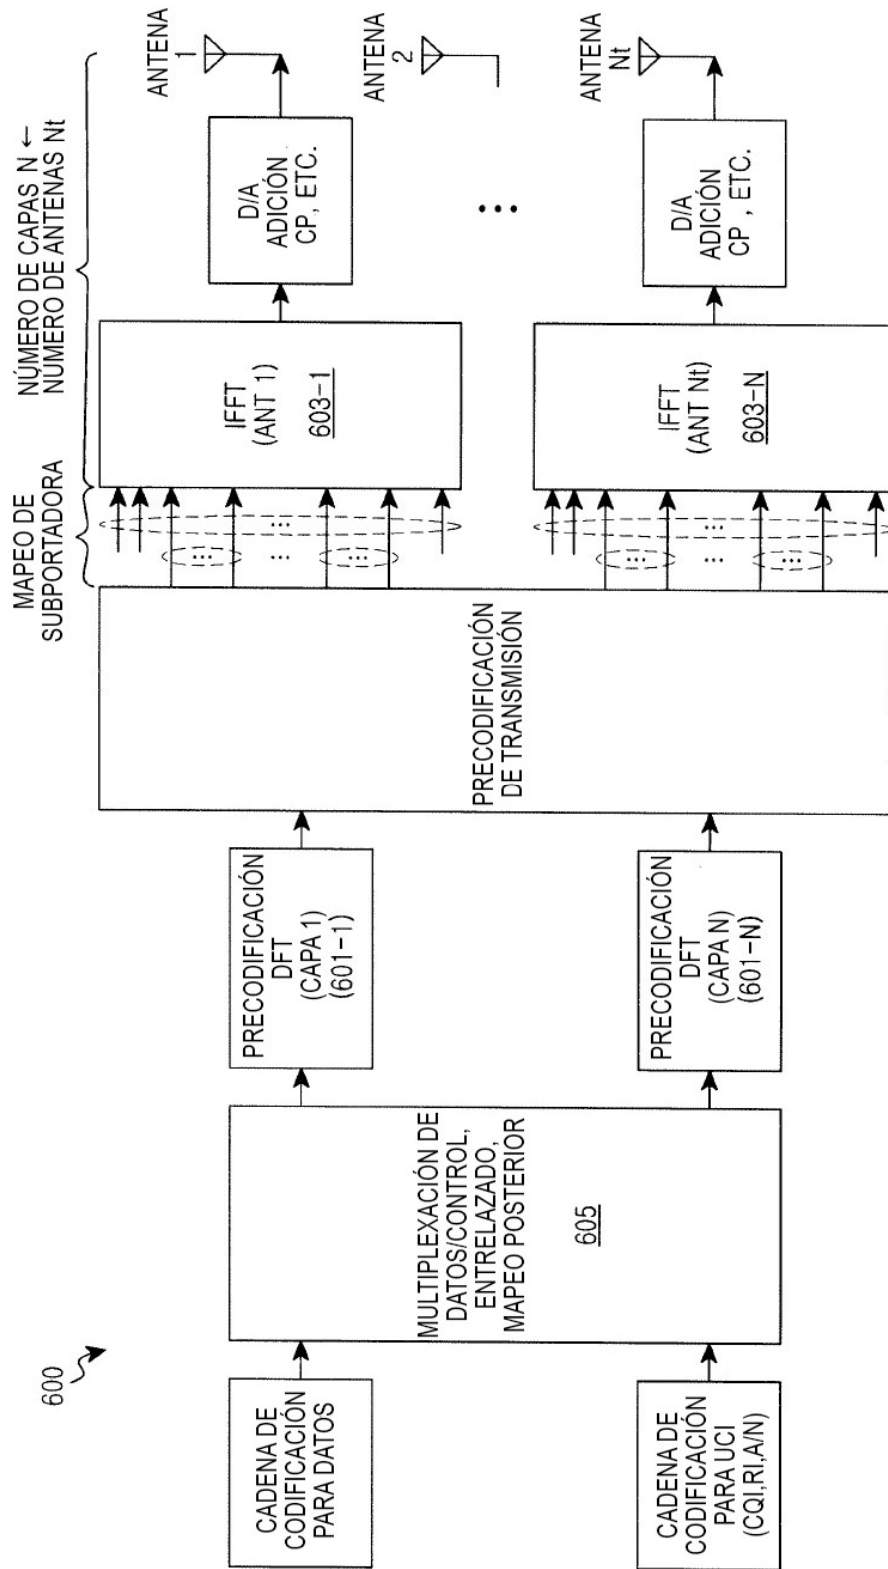 600
CADENA DE
CODIFICACIÓN
PARA DATOS
CADENA DE
CODIFICACIÓN
PARA UCI
(CQI,RI,A/N)
MULTIPLEXACIÓN DE
DATOS/CONTROL,
ENTRELAZADO,
MAPEO POSTERIOR
605
PRECODIFICACIÓN
DFT
(CAPA 1)
(601-1)
PRECODIFICACIÓN
DFT
(CAPA N)
(601-N)
PRECODIFICACIÓN
DE TRANSMISIÓN
MAPEO DE
SUBPORTADORA
NÚMERO DE CAPAS N ←
NÚMERO DE ANTENAS Nt
IFFT
(ANT 1)
603-1
IFFT
(ANT Nt)
603-N
D/A
ADICIÓN
CP, ETC.
D/A
ADICIÓN
CP, ETC.
ANTENA
1
ANTENA
2
ANTENA
Nt